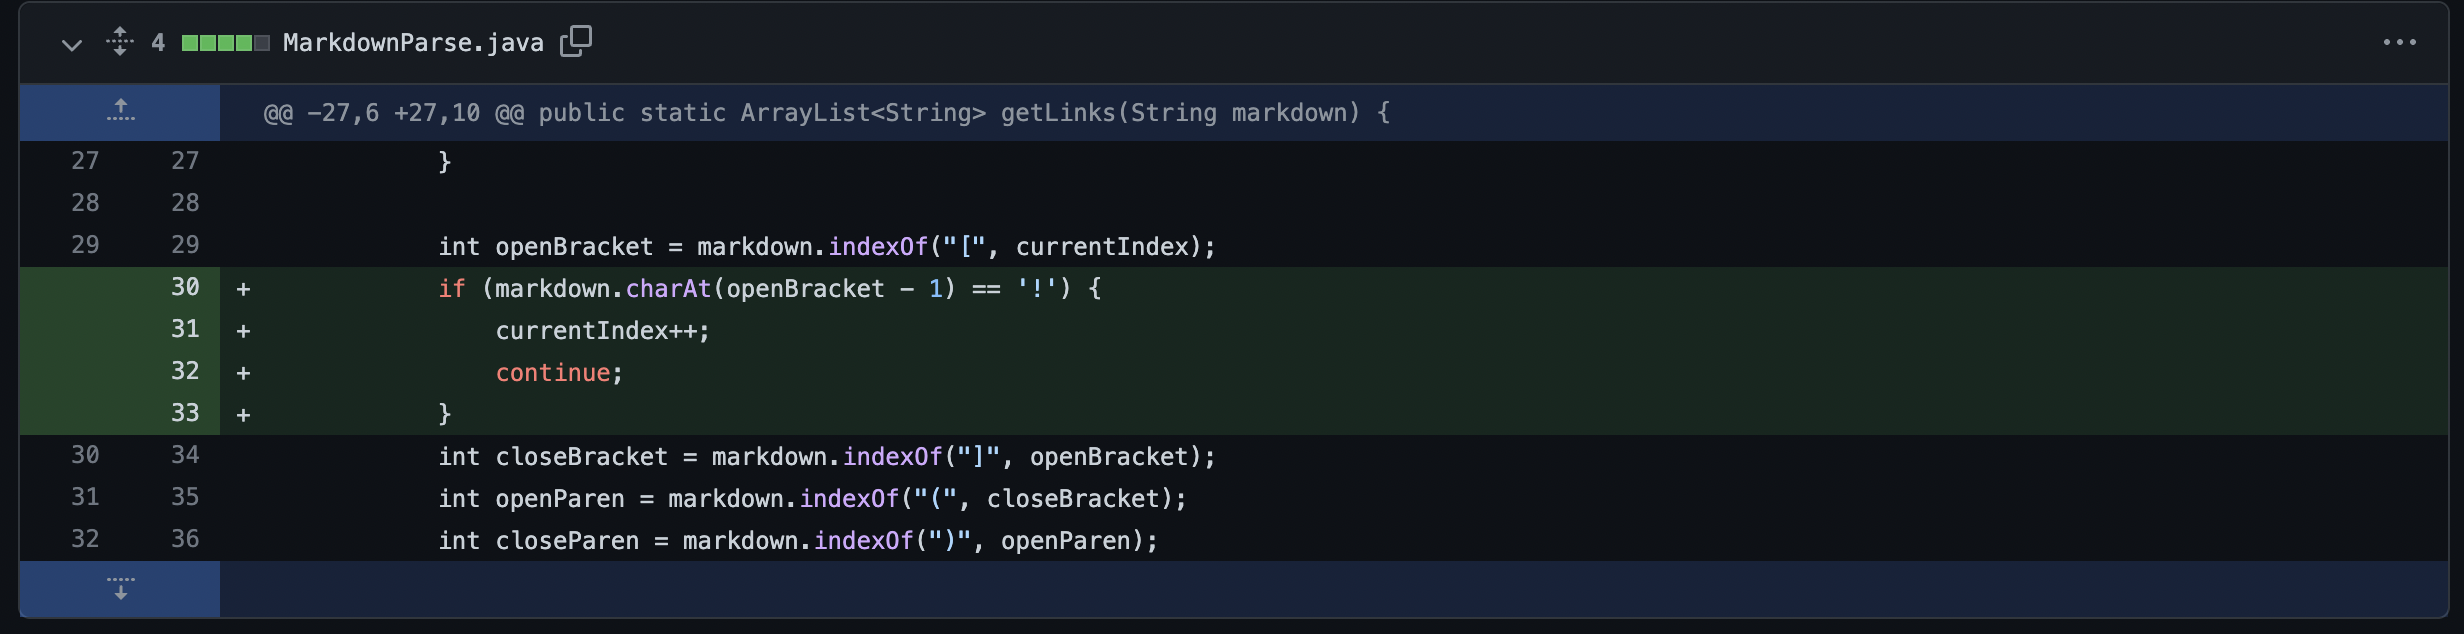 4 MarkdownParse.java
@@ -27,6 +27,10 @@ public static ArrayList<String> getLinks(String markdown) {
27 27 }
28 28
29 29 int openBracket = markdown.indexOf("[", currentIndex);
30 + if (markdown.charAt(openBracket - 1) == '!') {
31 + currentIndex++;
32 + continue;
33 + }
30 34 int closeBracket = markdown.indexOf("]", openBracket);
31 35 int openParen = markdown.indexOf("(", closeBracket);
32 36 int closeParen = markdown.indexOf(")", openParen);